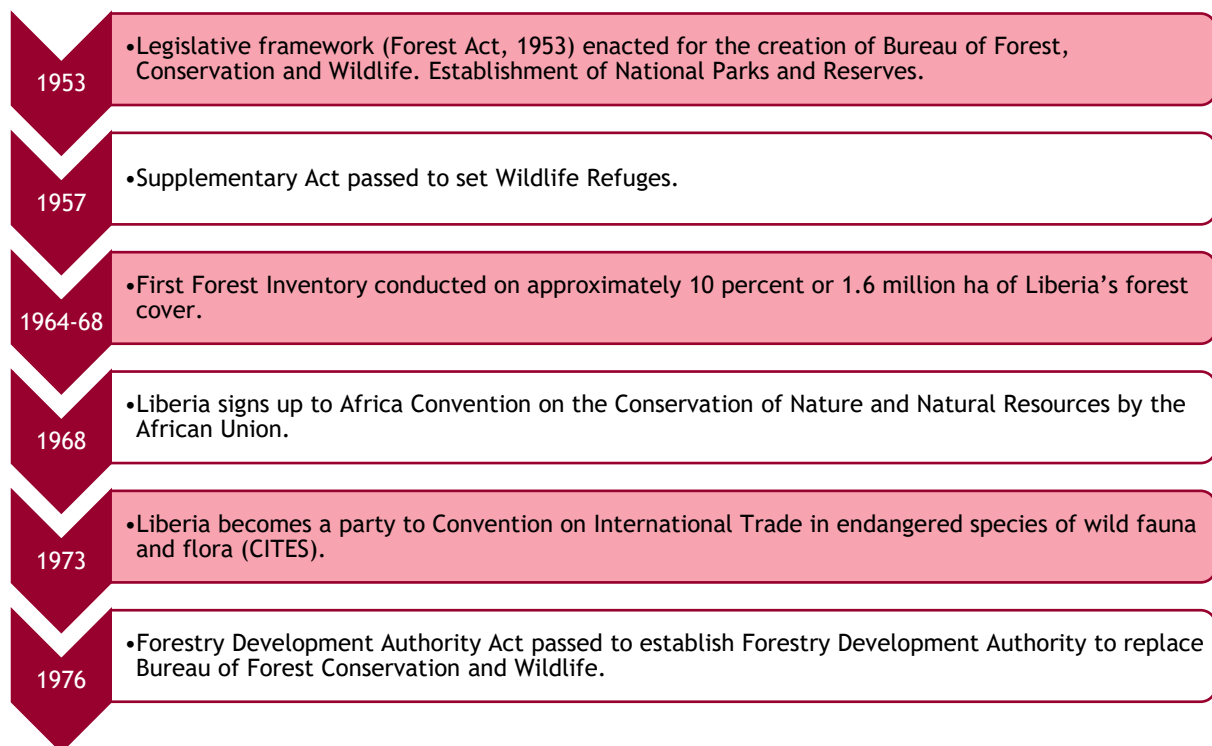 1953
•Legislative framework (Forest Act, 1953) enacted for the creation of Bureau of Forest,
Conservation and Wildlife. Establishment of National Parks and Reserves.
1957
•Supplementary Act passed to set Wildlife Refuges.
1964-68
•First Forest Inventory conducted on approximately 10 percent or 1.6 million ha of Liberia’s forest
cover.
1968
•Liberia signs up to Africa Convention on the Conservation of Nature and Natural Resources by the
African Union.
1973
•Liberia becomes a party to Convention on International Trade in endangered species of wild fauna
and flora (CITES).
1976
•Forestry Development Authority Act passed to establish Forestry Development Authority to replace
Bureau of Forest Conservation and Wildlife.